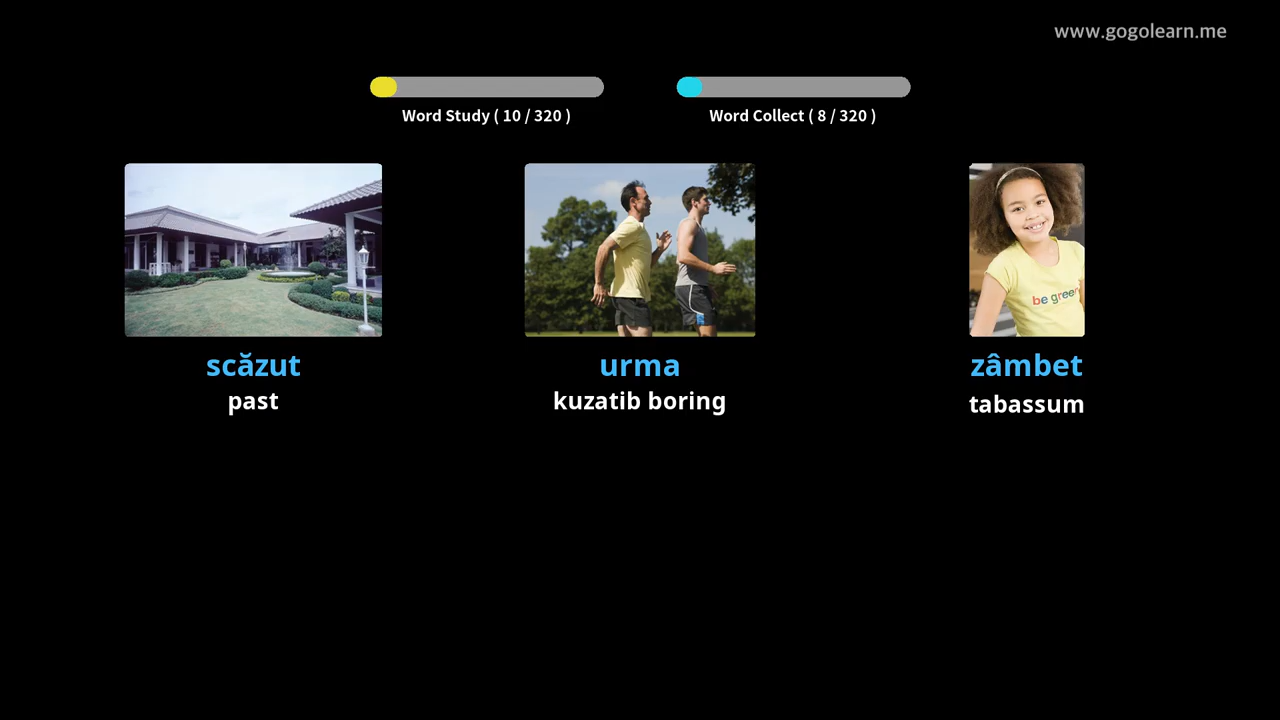 www.gogolearn.me
Word Study ( 10 / 320 )
Word Collect ( 8 / 320 )
be green
scăzut
urma
zâmbet
past
kuzatib boring
tabassum